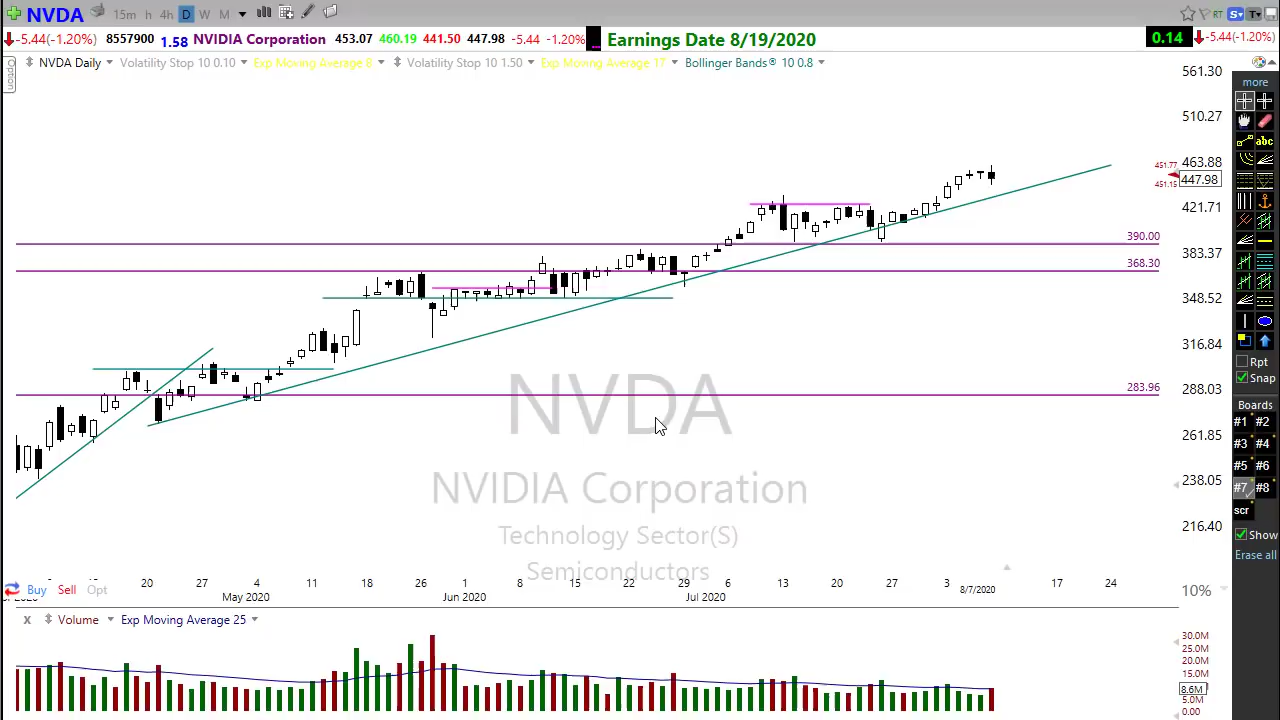 NVDA 15m h 4h D W M RT S T
-5.44(-1.20%) 8557900 1.58 NVIDIA Corporation 453.07 460.19 441.50 447.98 -5.44 -1.20% Earnings Date 8/19/2020 0.14 -5.44(-1.20%)
Option
NVDA Daily Volatility Stop 10 0.10 Exp Moving Average 8 Volatility Stop 10 1.50 Exp Moving Average 17 Bollinger Bands® 10 0.8
561.30
510.27
463.88
451.77
447.98
451.15
421.71
390.00
383.37
368.30
348.52
316.84
283.96
288.03
261.85
238.05
216.40
NVDA
NVIDIA Corporation
Technology Sector(S)
Semiconductors
more
abc
Rpt
Snap
Boards
#1 #2
#3 #4
#5 #6
#7 #8
scr
Show
Erase all
20 27 4 11 18 26 1 8 15 22 29 6 13 20 27 3 17 24
Buy Sell Opt
May 2020 Jun 2020 Jul 2020 8/7/2020
10%
x Volume Exp Moving Average 25
30.0M
25.0M
20.0M
15.0M
8.6M
5.0M
0.00